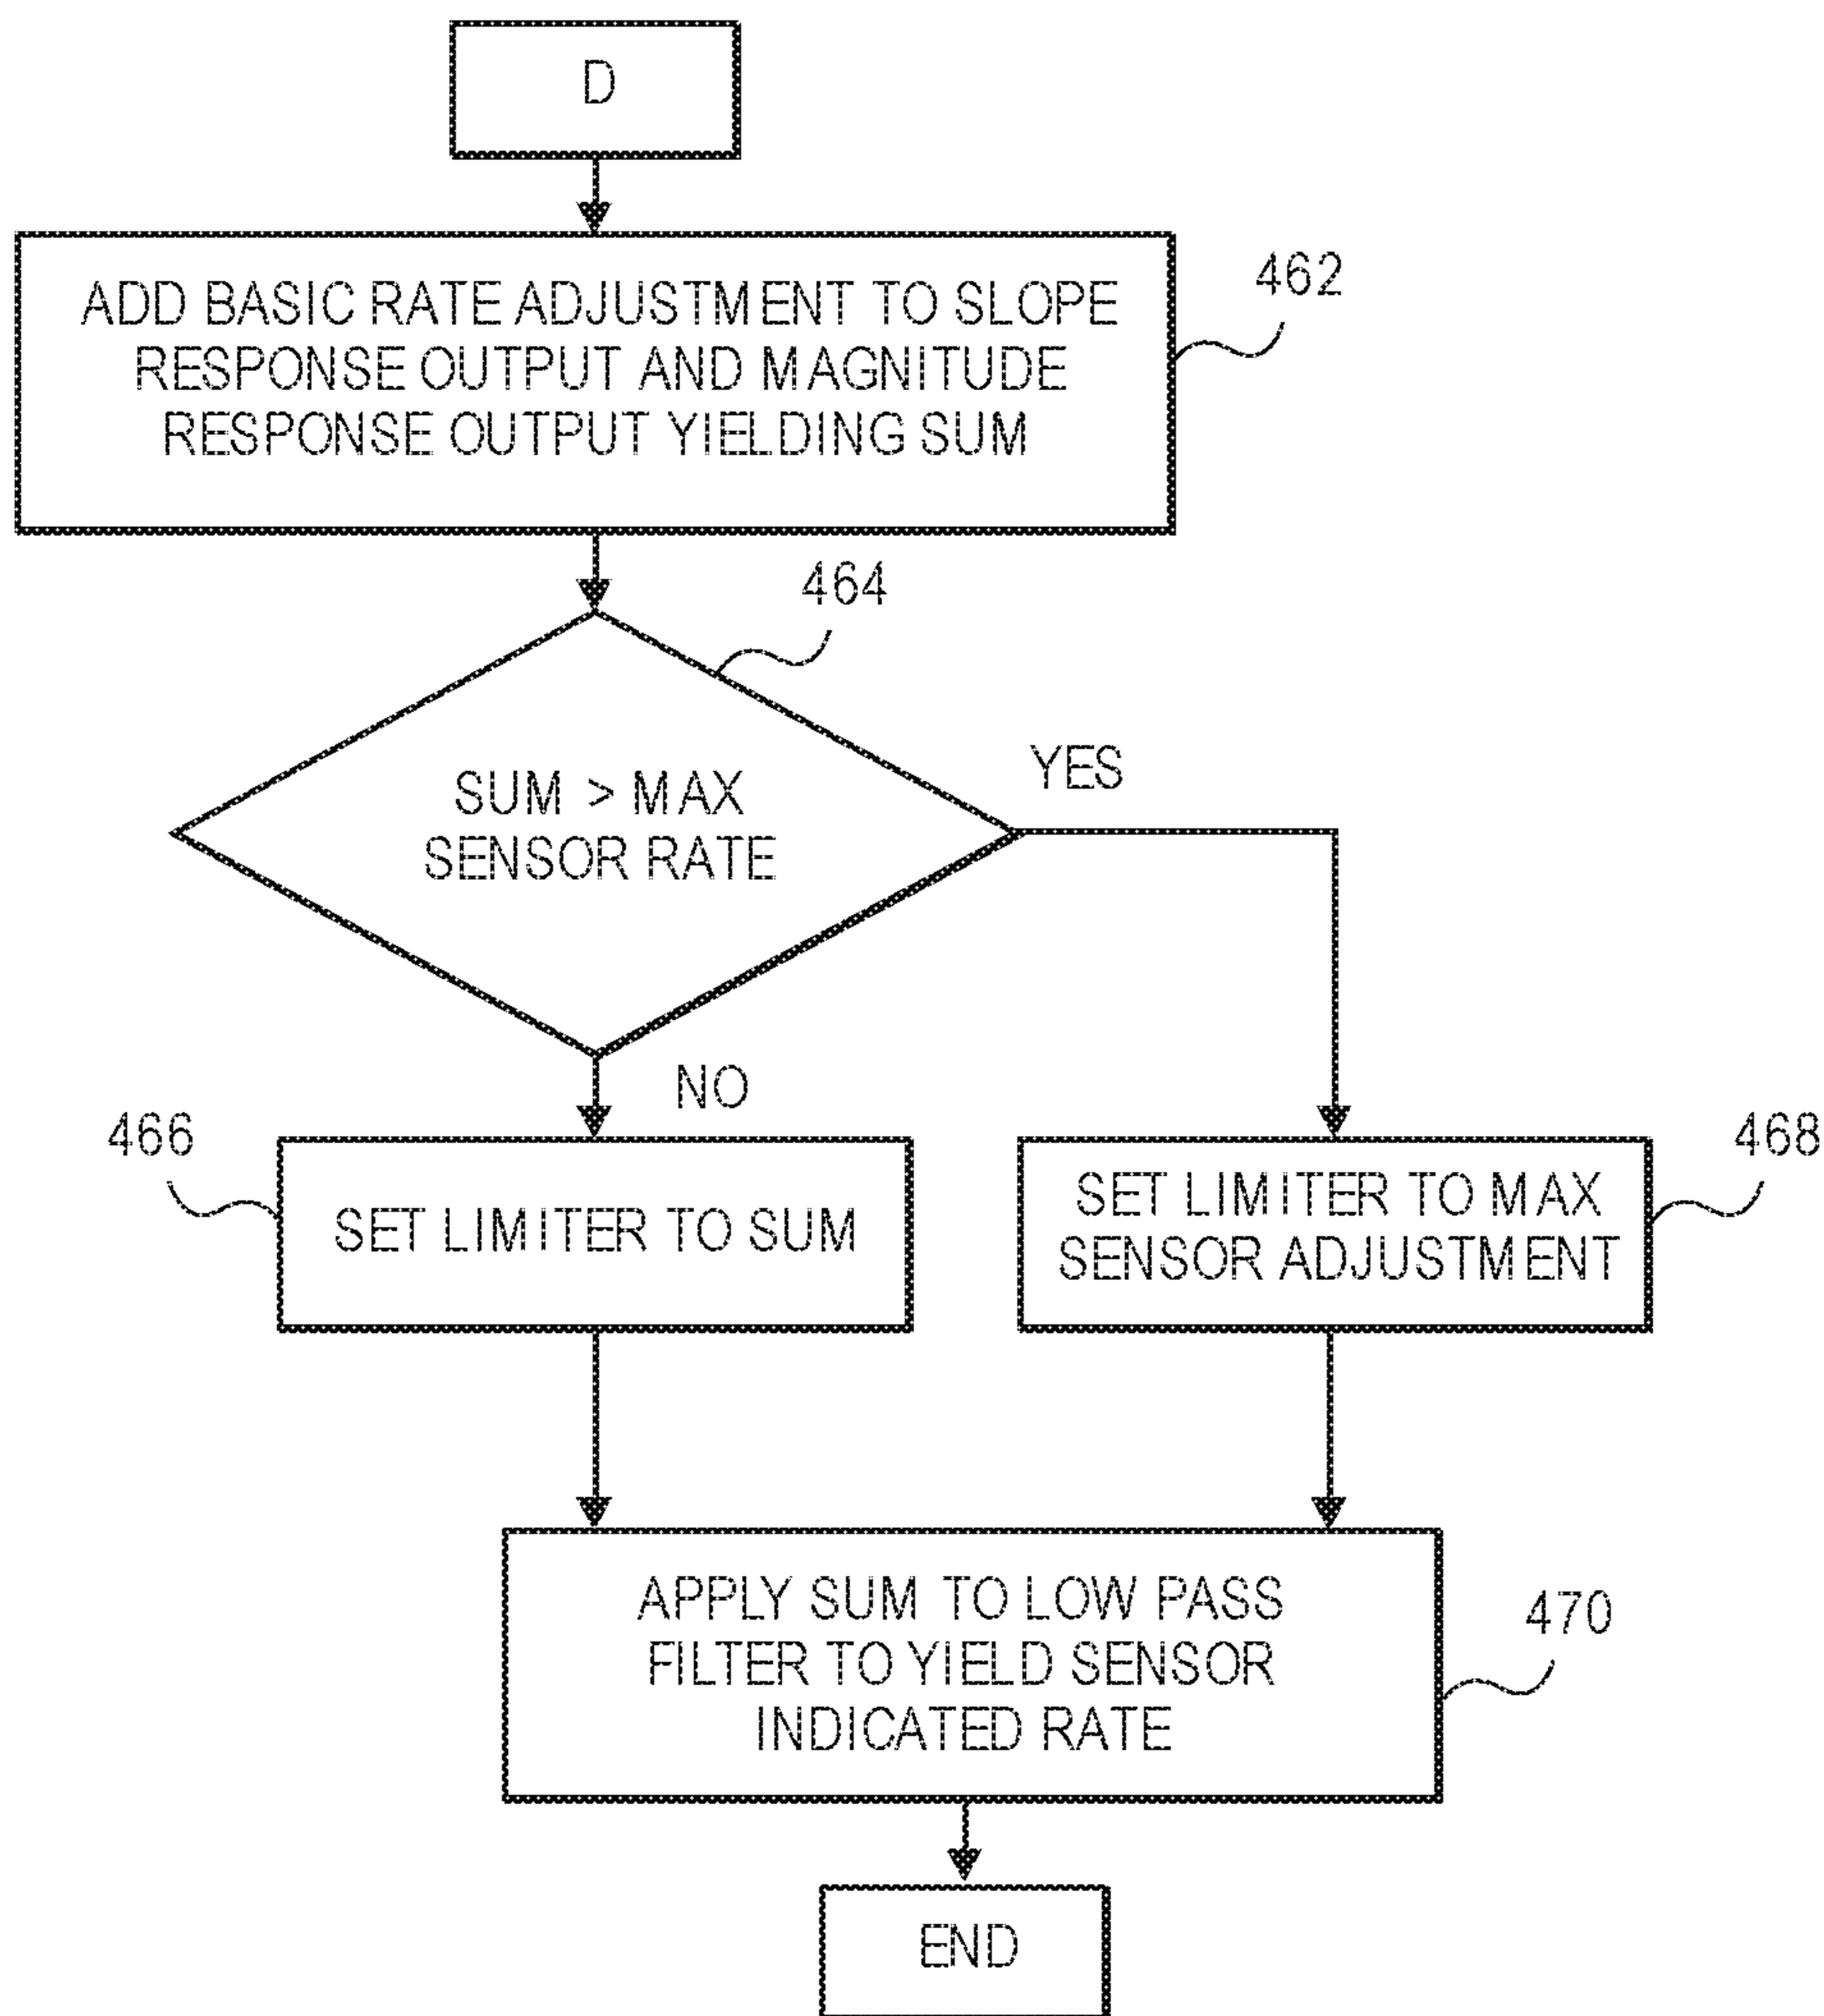 D
ADD BASIC RATE ADJUSTMENT TO SLOPE
RESPONSE OUTPUT AND MAGNITUDE
RESPONSE OUTPUT YIELDING SUM
462
464
SUM > MAX
SENSOR RATE
YES
NO
466
SET LIMITER TO SUM
SET LIMITER TO MAX
SENSOR ADJUSTMENT
468
APPLY SUM TO LOW PASS
FILTER TO YIELD SENSOR
INDICATED RATE
470
END